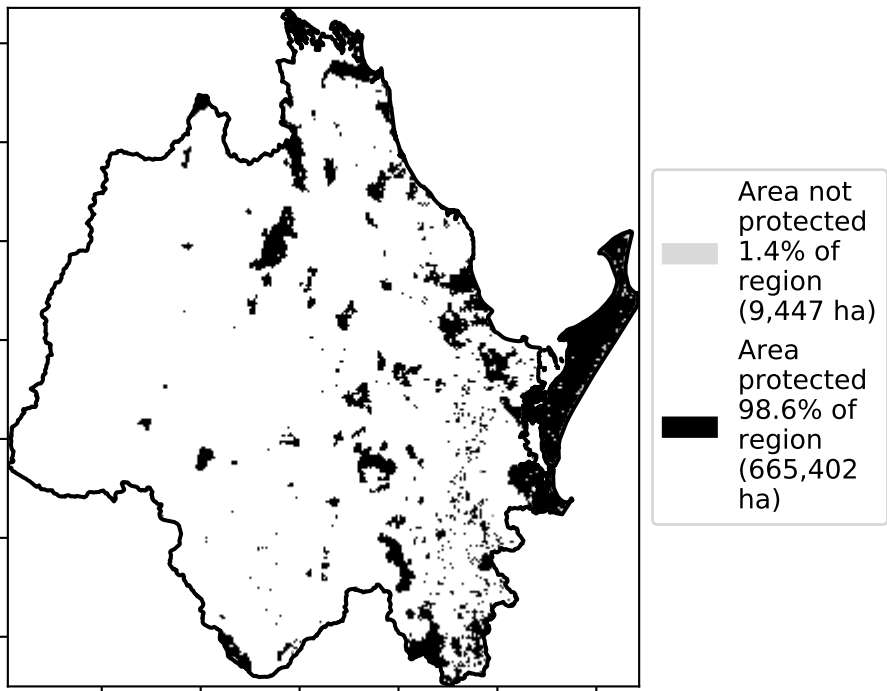 Area not
protected
1.4% of
region
(9,447 ha)
Area
protected
98.6% of
region
(665,402
ha)